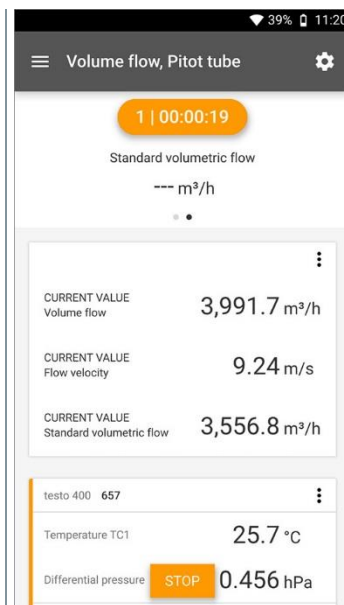 39% 11:20
Volume flow, Pitot tube
1 | 00:00:19
Standard volumetric flow
--- m³/h
CURRENT VALUE
Volume flow
3,991.7 m³/h
CURRENT VALUE
Flow velocity
9.24 m/s
CURRENT VALUE
Standard volumetric flow
3,556.8 m³/h
testo 400 657
Temperature TC1 25.7 °C
Differential pressure STOP 0.456 hPa